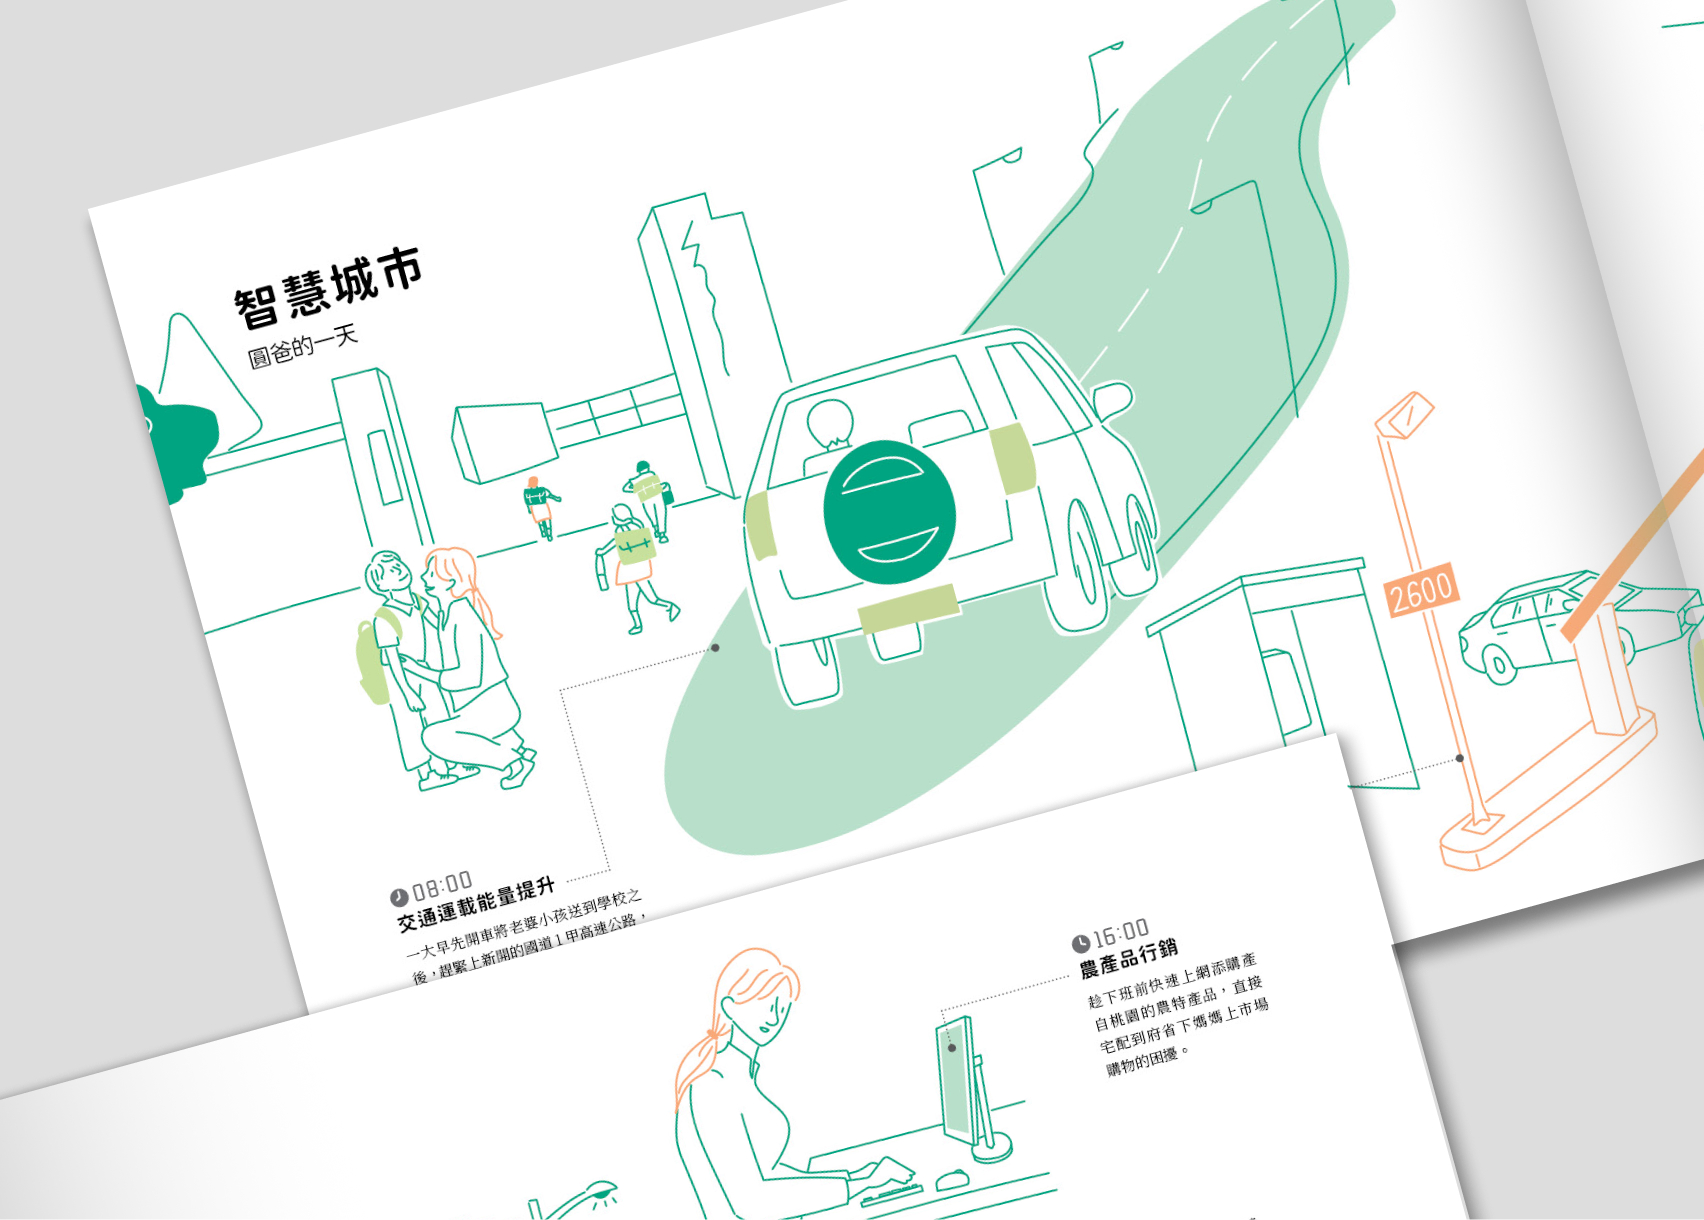 智慧城市
圓爸的一天
2600
08:00
交通運載能量提升
一大早先開車將老婆小孩送到學校之
後，趕緊上新開的國道1甲高速公路，
16:00
農產品行銷
趁下班前快速上網添購產
自桃園的農特產品，直接
宅配到府省下媽媽上市場
購物的困擾。